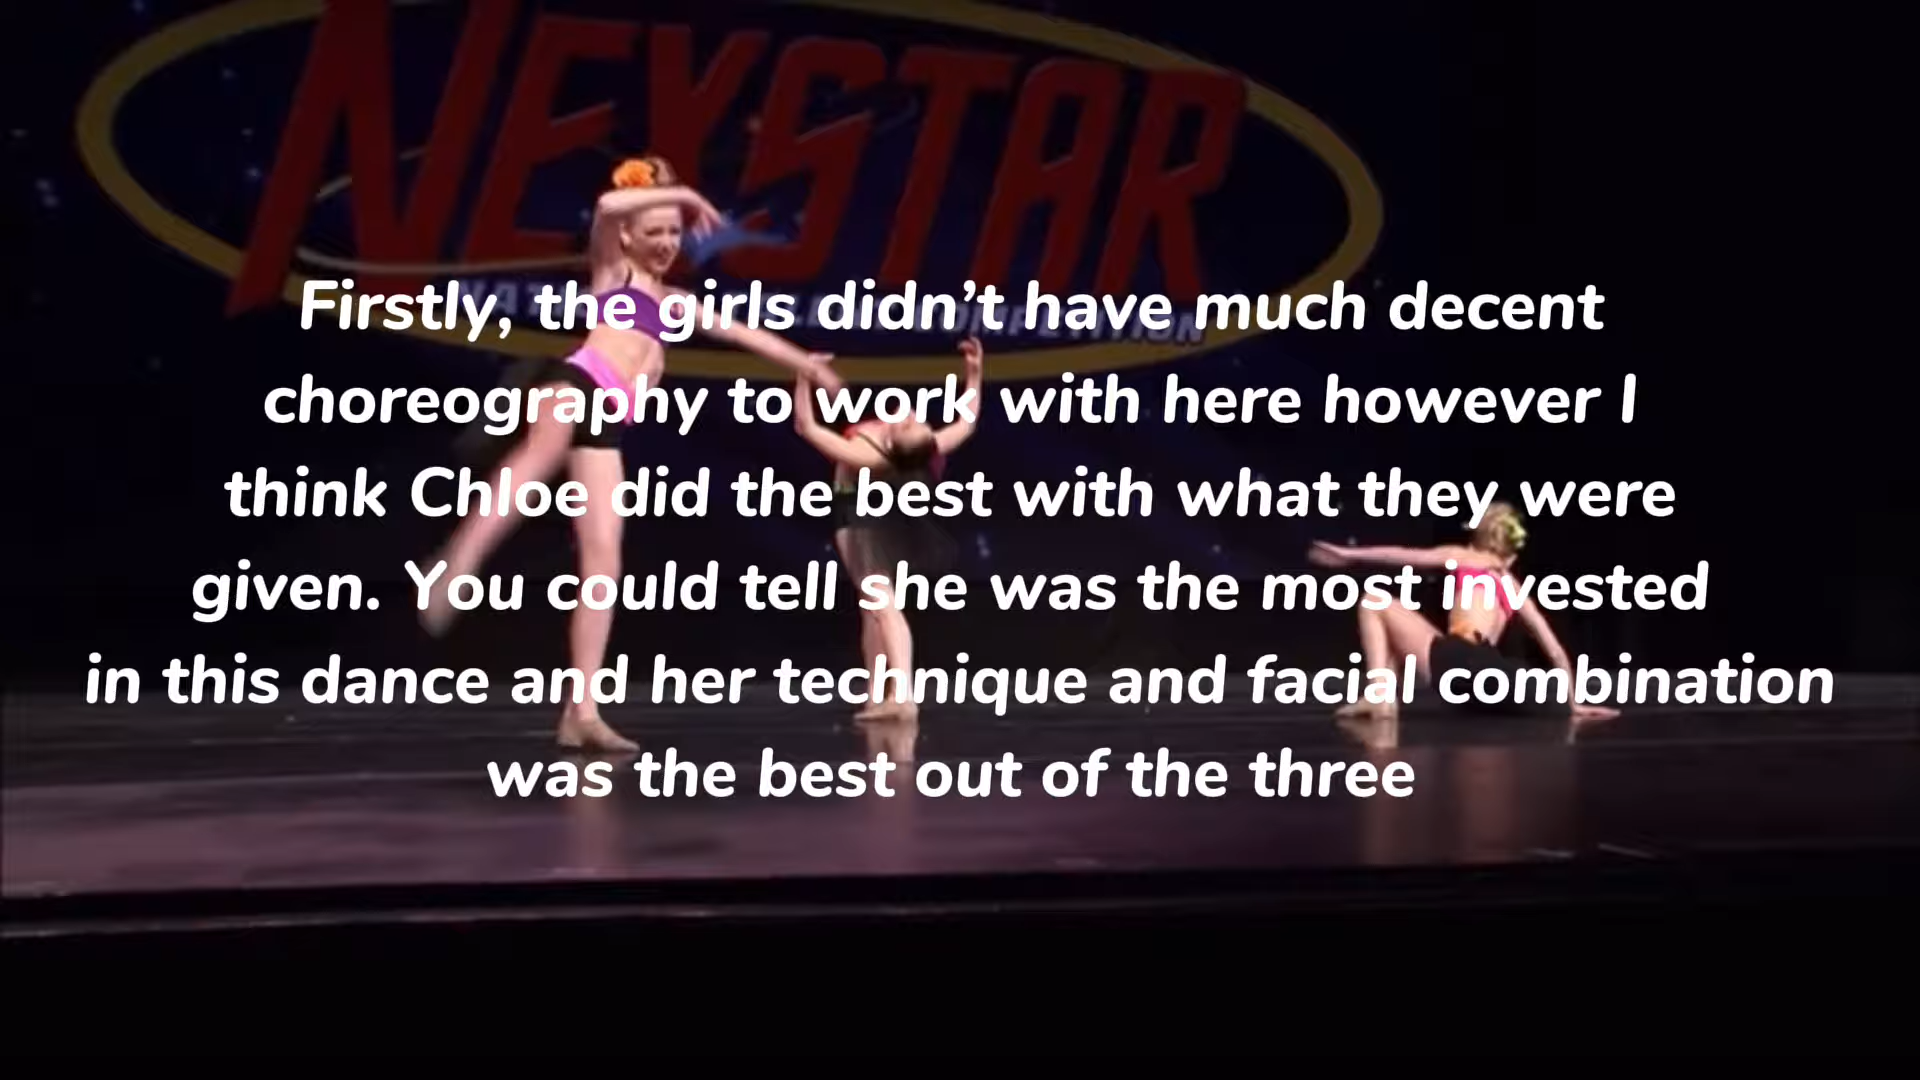 NEXSTAR
Firstly, the girls didn’t have much decent
COMPETITION
choreography to work with here however I
think Chloe did the best with what they were
given. You could tell she was the most invested
in this dance and her technique and facial combination
was the best out of the three